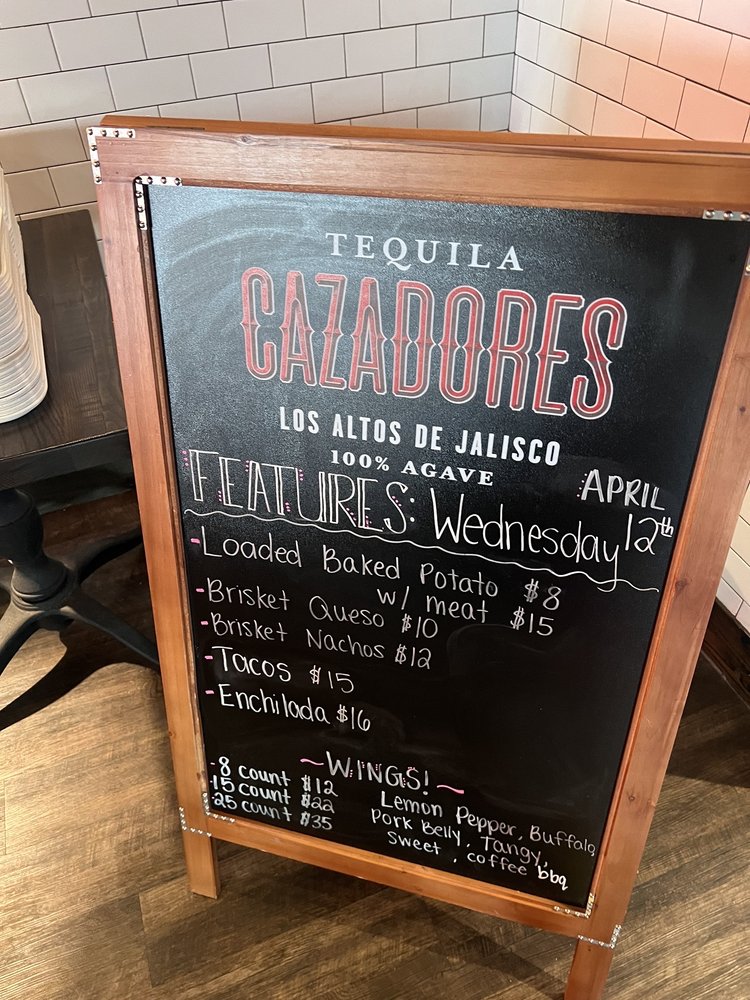 TEQUILA
CAZADORES
LOS ALTOS DE JALISCO
100% AGAVE
APRIL
FEATURES: Wednesday 12th
- Loaded Baked Potato $8
w/ meat $15
- Brisket Queso $10
- Brisket Nachos $12
- Tacos $15
- Enchilada $16
~WINGS!~
- 8 count $12
15 count $22
25 count $35
Lemon Pepper, Buffalo
Pork Belly, Tangy,
Sweet, coffee bbq